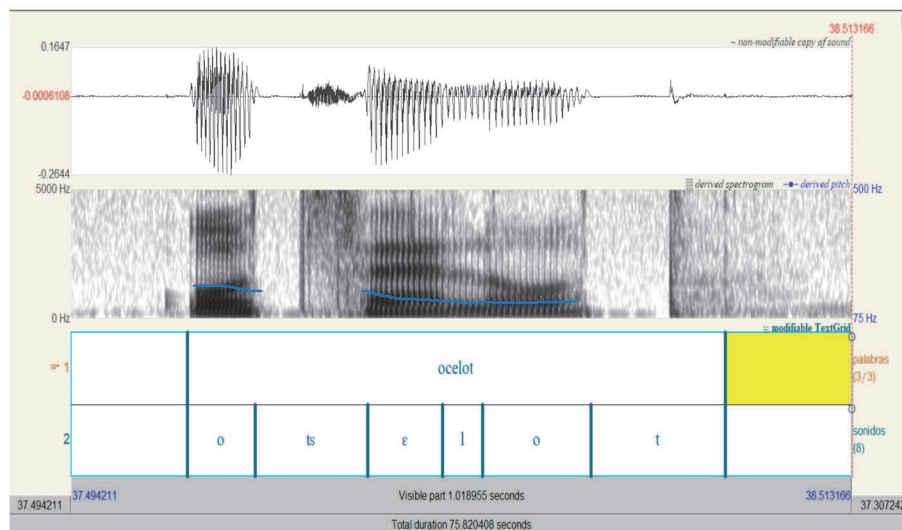 38.513166
~ non-modifiable copy of sound
0.1647
-0.0006108
-0.2644
5000 Hz
derived spectrogram derived pitch
500 Hz
0 Hz
75 Hz
modifiable TextGrid
1
ocelot
palabras
(3/3)
2
o ts ɛ l o t
sonidos
(8)
37.494211
37.494211
Visible part 1.018955 seconds
38.513166
37.307242
Total duration 75.820408 seconds